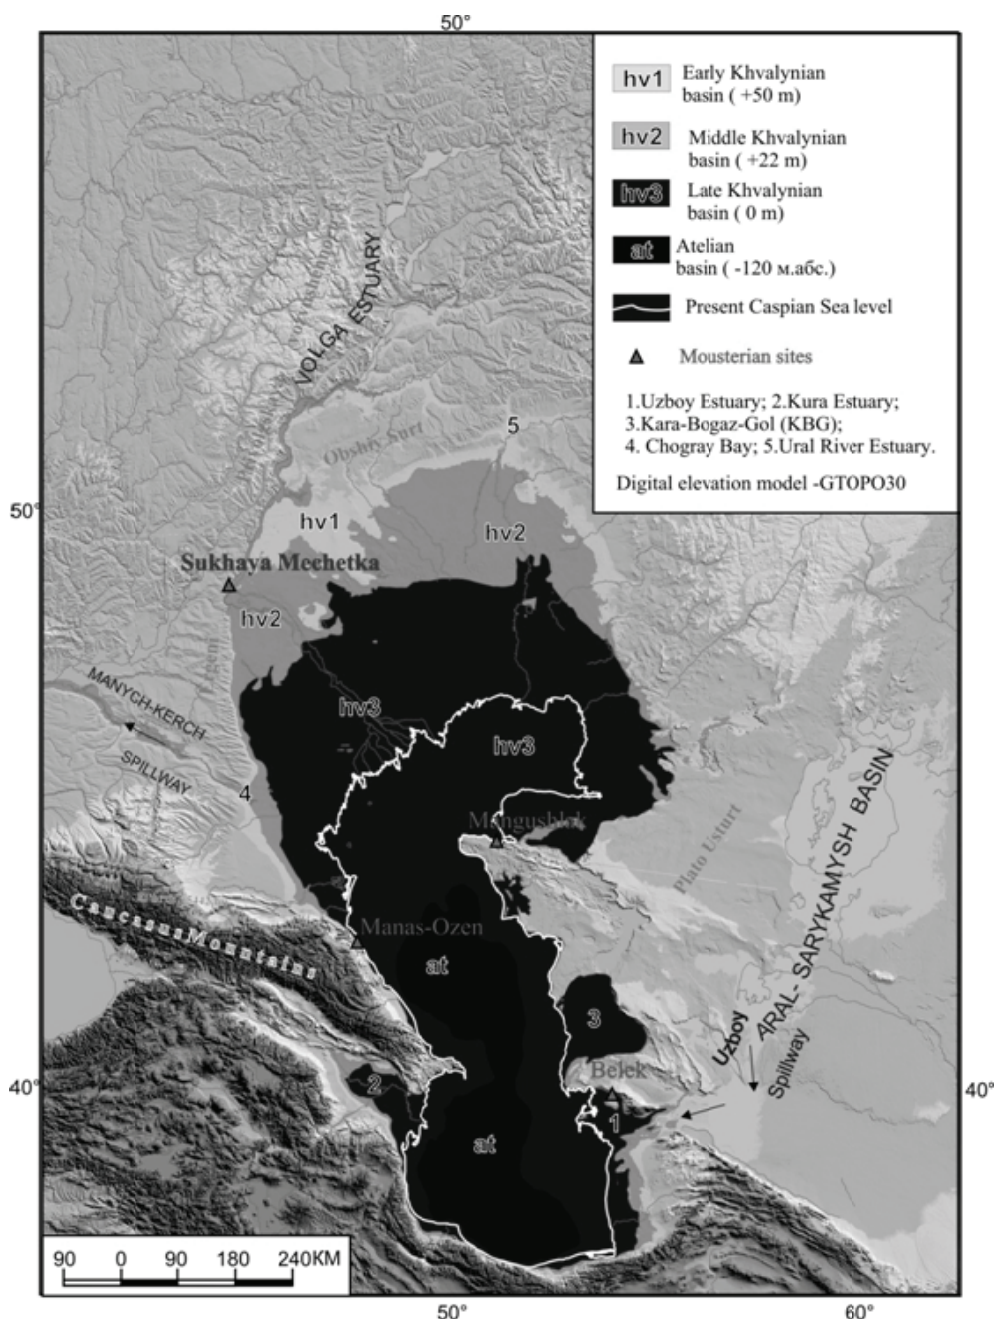 50°
hv1 Early Khvalynian
basin ( +50 m)
hv2 Middle Khvalynian
basin ( +22 m)
hv3 Late Khvalynian
basin ( 0 m)
at Atelian
basin ( -120 м.абс.)
Present Caspian Sea level
Mousterian sites
1.Uzboy Estuary; 2.Kura Estuary;
3.Kara-Bogaz-Gol (KBG);
4. Chogray Bay; 5.Ural River Estuary.
Digital elevation model -GTOPO30
VOLGA ESTUARY
Obshiy Surt
5
50°
hv1
hv2
Sukhaya Mechetka
hv2
MANYCH-KERCH
SPILLWAY
hv3
hv3
4
Mangushlak
Plato Usturt
ARAL- SARYKAMYSH BASIN
Caucasus Mountains
Manas-Ozen
at
3
Uzboy
Spillway
Belek
40°
40°
2
1
at
90 0 90 180 240KM
50°
60°